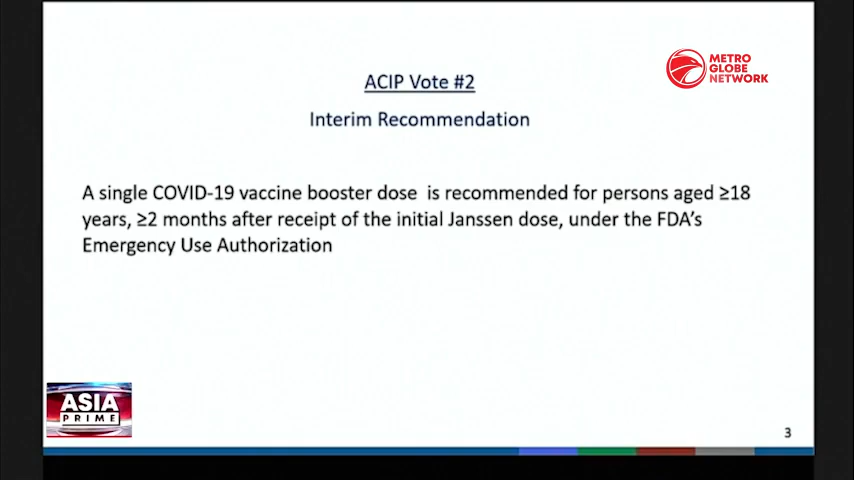 METRO
GLOBE
NETWORK
ACIP Vote #2
Interim Recommendation
A single COVID-19 vaccine booster dose is recommended for persons aged ≥18
years, ≥2 months after receipt of the initial Janssen dose, under the FDA's
Emergency Use Authorization
ASIA
PRIME
3